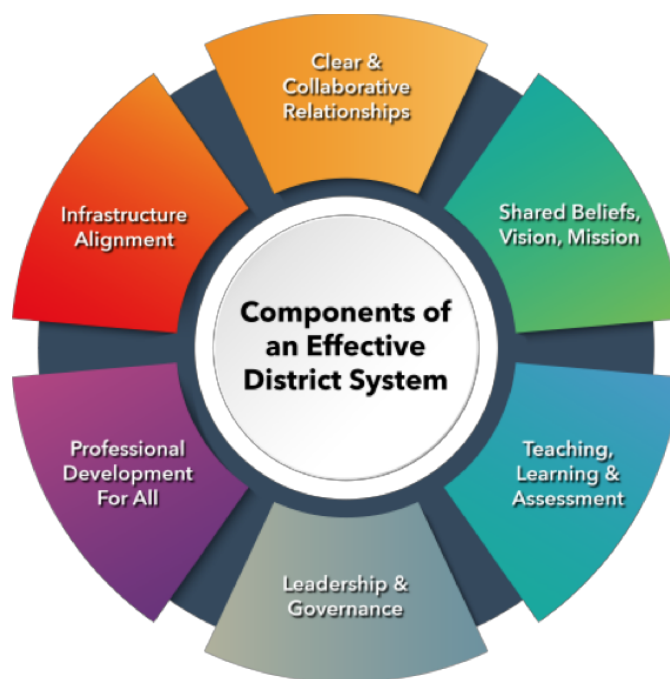 Clear &
Collaborative
Relationships
Shared Beliefs,
Vision, Mission
Teaching,
Learning &
Assessment
Leadership &
Governance
Professional
Development
For All
Infrastructure
Alignment
Components of
an Effective
District System